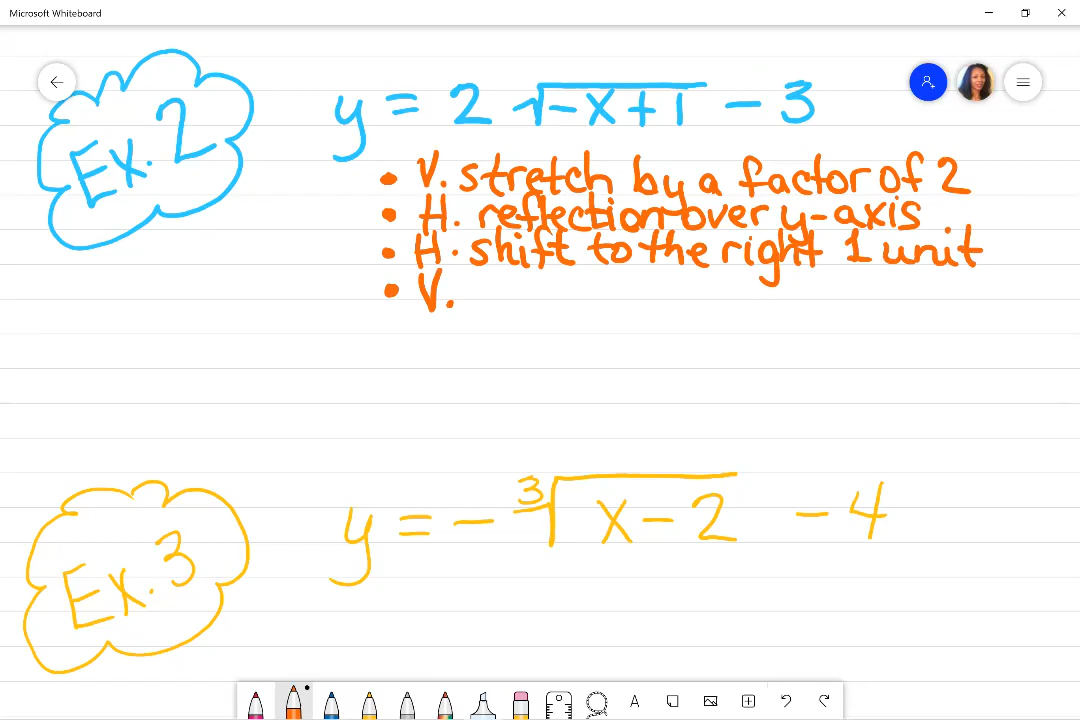 Microsoft Whiteboard
Ex. 2
y = 2 √-x+1 - 3
• V. stretch by a factor of 2
• H. reflection over y-axis
• H. shift to the right 1 unit
• V.
Ex. 3
y = - ∛x-2 - 4
A